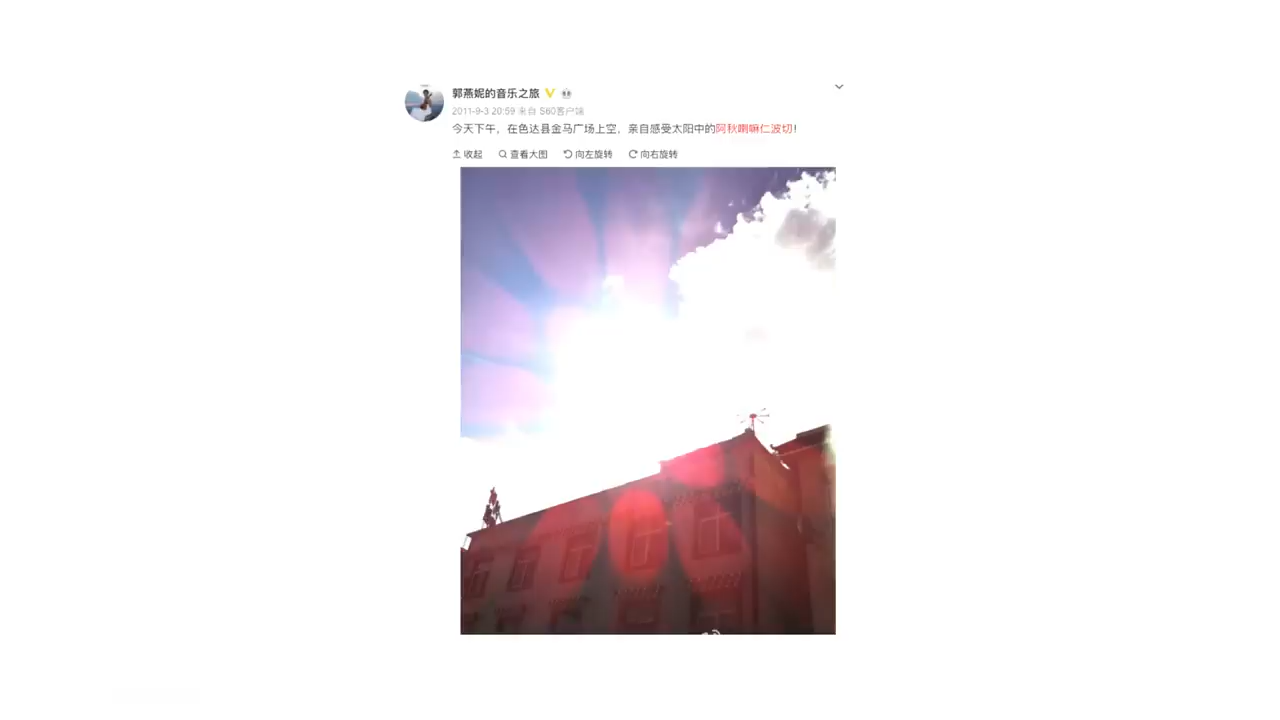 郭燕妮的音乐之旅
2011-9-3 20:59 来自 S60客户端
今天下午，在色达县金马广场上空，亲自感受太阳中的阿秋喇嘛仁波切！
收起 查看大图 向左旋转 向右旋转